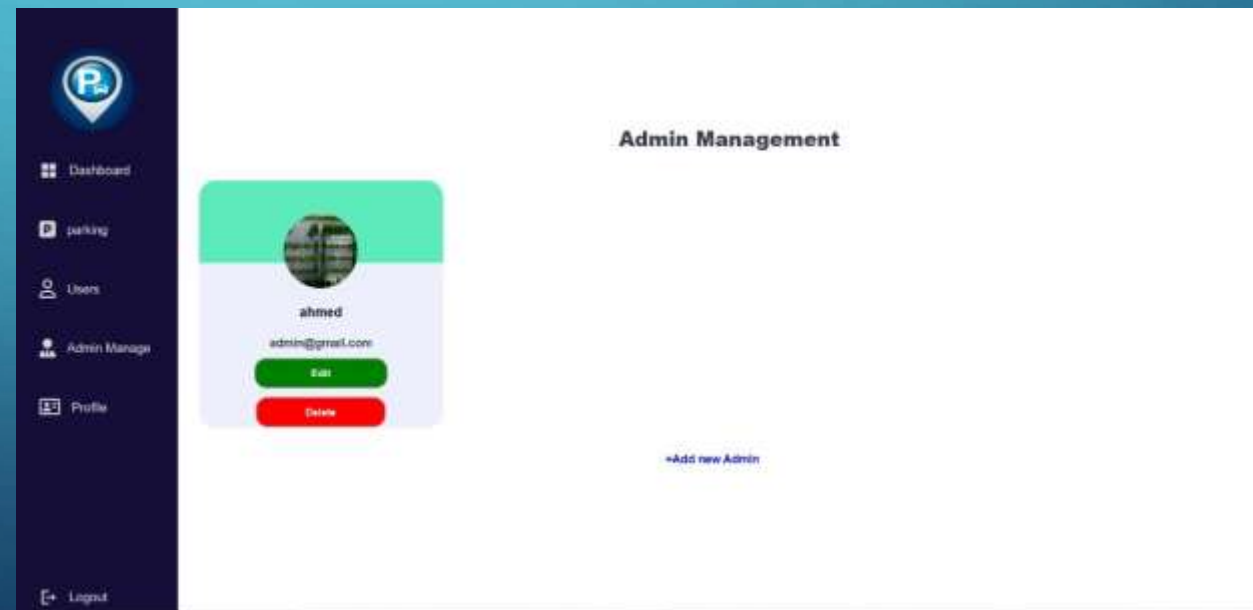 P
Dashboard
parking
Users
Admin Manage
Profile
Logout
Admin Management
ahmed
admin@gmail.com
Edit
Delete
+Add new Admin